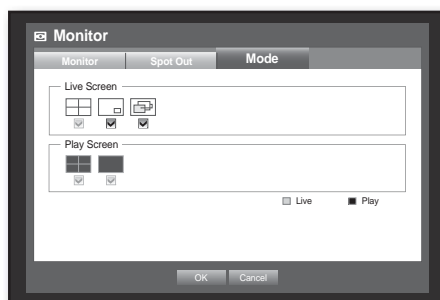 Monitor
Monitor Spot Out Mode
Live Screen
Play Screen
Live Play
OK Cancel